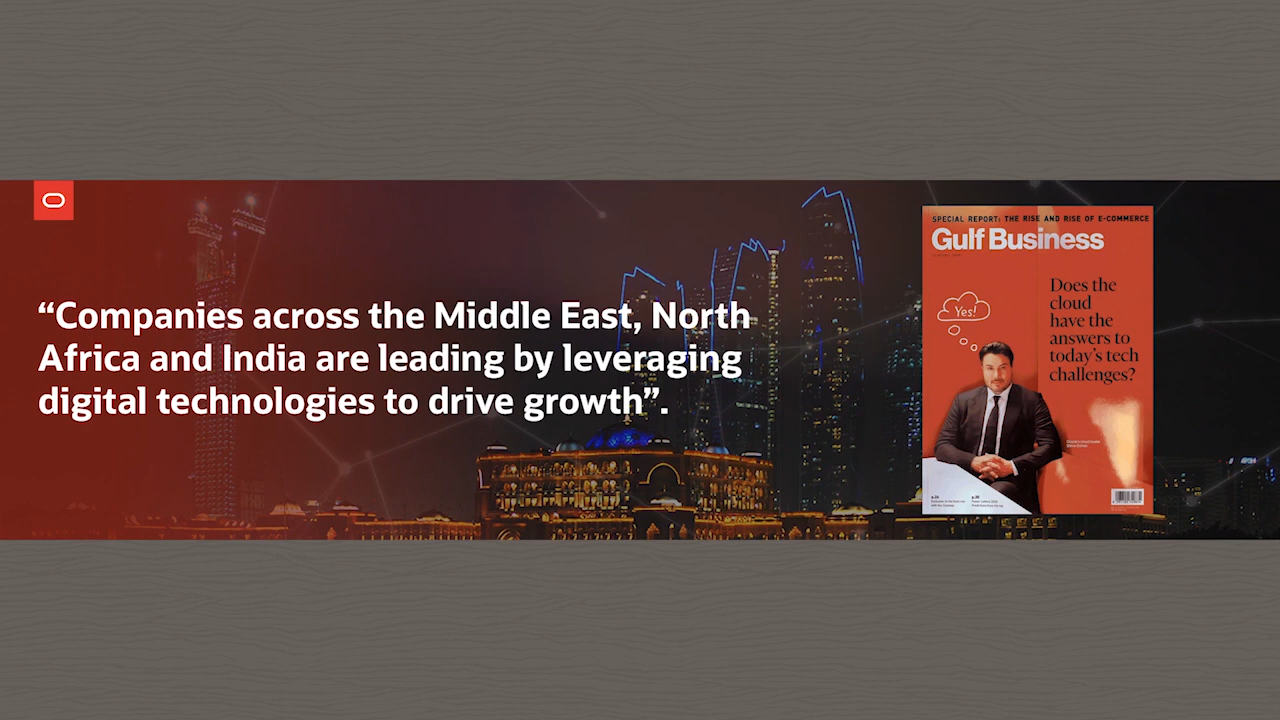 “Companies across the Middle East, North
Africa and India are leading by leveraging
digital technologies to drive growth”.
SPECIAL REPORT: THE RISE AND RISE OF E-COMMERCE
Gulf Business
Yes!
Does the
cloud
have the
answers to
today’s tech
challenges?